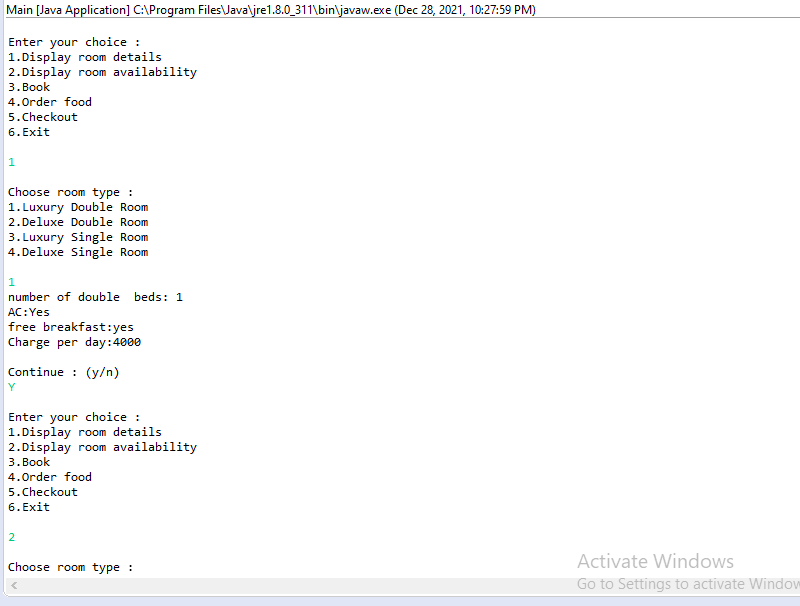 Main [Java Application] C:\Program Files\Java\jre1.8.0_311\bin\javaw.exe (Dec 28, 2021, 10:27:59 PM)
Enter your choice :
1.Display room details
2.Display room availability
3.Book
4.Order food
5.Checkout
6.Exit
1
Choose room type :
1.Luxury Double Room
2.Deluxe Double Room
3.Luxury Single Room
4.Deluxe Single Room
1
number of double  beds: 1
AC:Yes
free breakfast:yes
Charge per day:4000
Continue : (y/n)
Y
Enter your choice :
1.Display room details
2.Display room availability
3.Book
4.Order food
5.Checkout
6.Exit
2
Choose room type :
Activate Windows
Go to Settings to activate Window